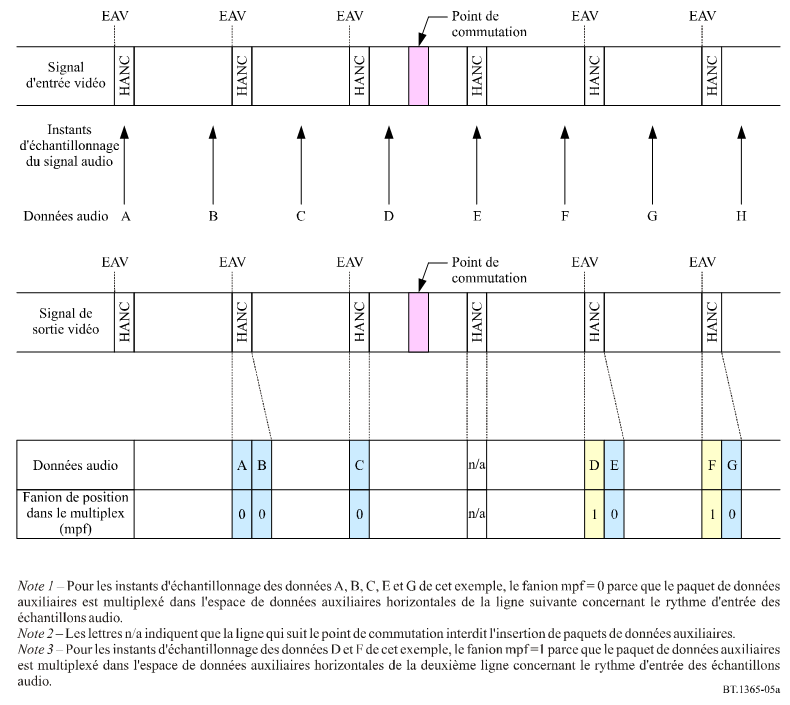 EAV EAV EAV Point de commutation EAV EAV
Signal d'entrée vidéo
HANC HANC HANC HANC HANC HANC
Instants d'échantillonnage du signal audio
Données audio A B C D E F G H
EAV EAV EAV Point de commutation EAV EAV
Signal de sortie vidéo
HANC HANC HANC HANC HANC HANC
Données audio A B C n/a D E F G
Fanion de position dans le multiplex (mpf) 0 0 0 n/a 1 0 1 0
Note 1 – Pour les instants d'échantillonnage des données A, B, C, E et G de cet exemple, le fanion mpf = 0 parce que le paquet de données
auxiliaires est multiplexé dans l'espace de données auxiliaires horizontales de la ligne suivante concernant le rythme d'entrée des
échantillons audio.
Note 2 – Les lettres n/a indiquent que la ligne qui suit le point de commutation interdit l'insertion de paquets de données auxiliaires.
Note 3 – Pour les instants d'échantillonnage des données D et F de cet exemple, le fanion mpf =1 parce que le paquet de données auxiliaires
est multiplexé dans l'espace de données auxiliaires horizontales de la deuxième ligne concernant le rythme d'entrée des échantillons
audio.
BT.1365-05a